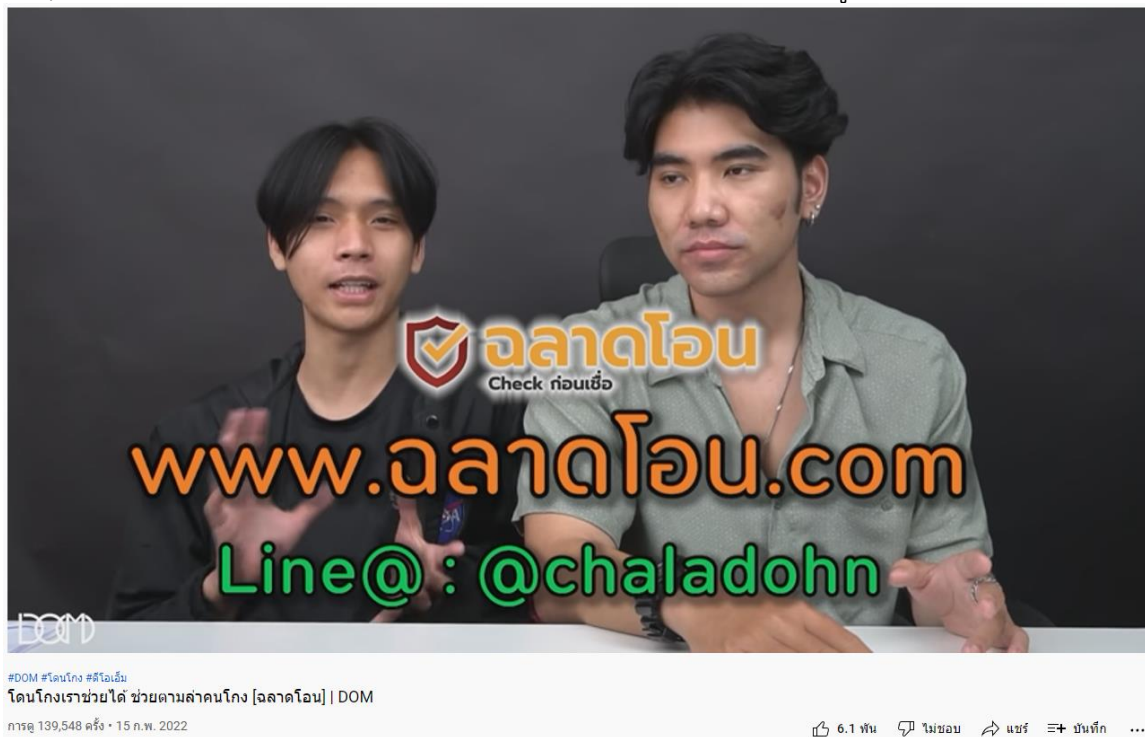 ฉลาดโอน
Check ก่อนเชื่อ
www.ฉลาดโอน.com
Line@ : @chaladohn
DOM
#DOM #โดนโกง #ดีโอเอ็ม
โดนโกงเราช่วยได้ ช่วยตามล่าคนโกง [ฉลาดโอน] | DOM
การดู 139,548 ครั้ง • 15 ก.พ. 2022
6.1 พัน ไม่ชอบ แชร์ บันทึก